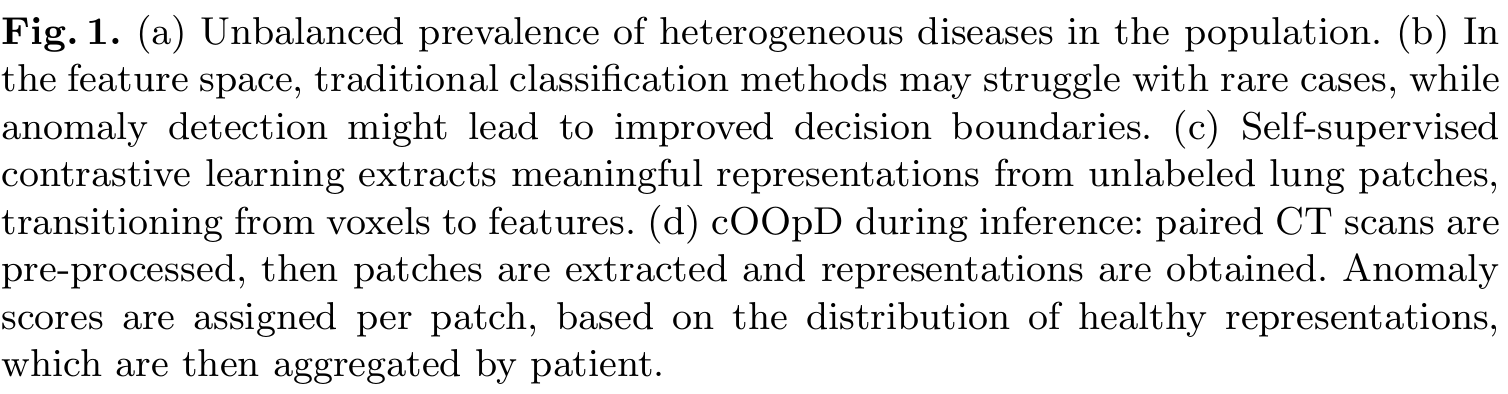 Fig. 1. (a) Unbalanced prevalence of heterogeneous diseases in the population. (b) In
the feature space, traditional classification methods may struggle with rare cases, while
anomaly detection might lead to improved decision boundaries. (c) Self-supervised
contrastive learning extracts meaningful representations from unlabeled lung patches,
transitioning from voxels to features. (d) cOOpD during inference: paired CT scans are
pre-processed, then patches are extracted and representations are obtained. Anomaly
scores are assigned per patch, based on the distribution of healthy representations,
which are then aggregated by patient.